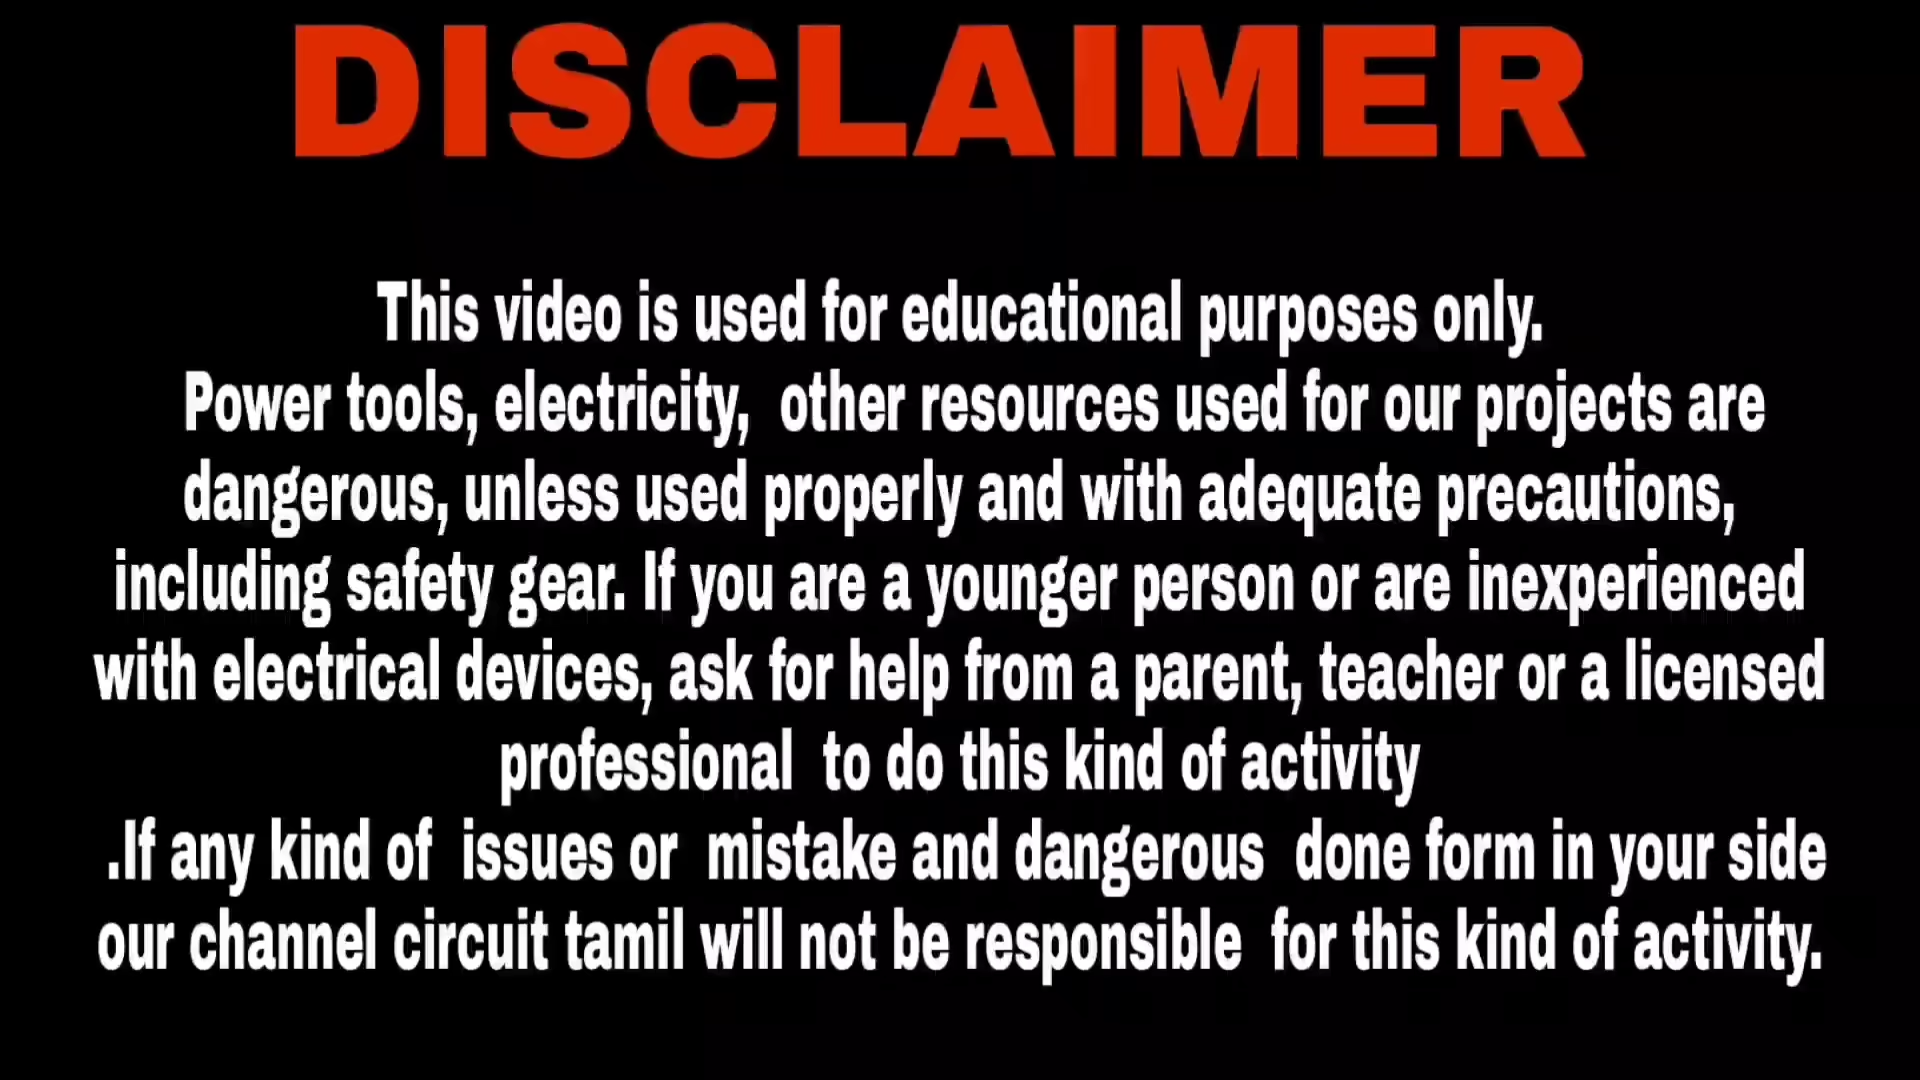 DISCLAIMER
This video is used for educational purposes only.
Power tools, electricity,  other resources used for our projects are
dangerous, unless used properly and with adequate precautions,
including safety gear. If you are a younger person or are inexperienced
with electrical devices, ask for help from a parent, teacher or a licensed
professional  to do this kind of activity
.If any kind of  issues or  mistake and dangerous  done form in your side
our channel circuit tamil will not be responsible  for this kind of activity.